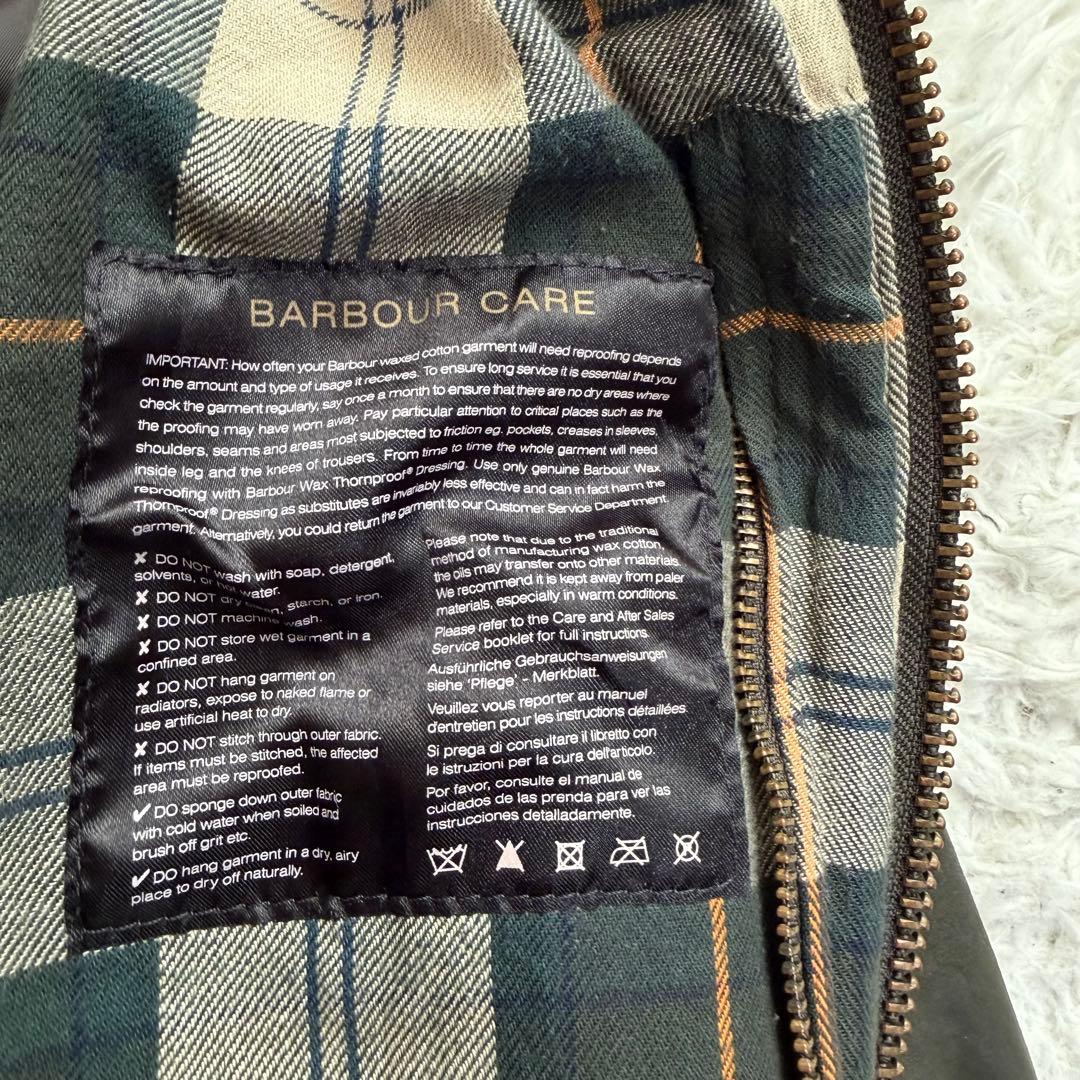 BARBOUR CARE
IMPORTANT: How often your Barbour waxed cotton garment will need reproofing depends
on the amount and type of usage it receives. To ensure long service it is essential that you
check the garment regularly, say once a month to ensure that there are no dry areas where
the proofing may have worn away. Pay particular attention to critical places such as the
shoulders, seams and areas most subjected to friction eg. pockets, creases in sleeves,
inside leg and the knees of trousers. From time to time the whole garment will need
reproofing with Barbour Wax Thornproof® Dressing. Use only genuine Barbour Wax
Thornproof® Dressing as substitutes are invariably less effective and can in fact harm the
garment. Alternatively, you could return the garment to our Customer Service Department.
✘ DO NOT wash with soap, detergent,
solvents, or hot water.
✘ DO NOT dry clean, starch, or iron.
✘ DO NOT machine wash.
✘ DO NOT store wet garment in a
confined area.
✘ DO NOT hang garment on
radiators, expose to naked flame or
use artificial heat to dry.
✘ DO NOT stitch through outer fabric.
If items must be stitched, the affected
area must be reproofed.
✔ DO sponge down outer fabric
with cold water when soiled and
brush off grit etc.
✔ DO hang garment in a dry, airy
place to dry off naturally.
Please note that due to the traditional
method of manufacturing wax cotton,
the oils may transfer onto other materials.
We recommend it is kept away from paler
materials, especially in warm conditions.
Please refer to the Care and After Sales
Service booklet for full instructions.
Ausführliche Gebrauchsanweisungen
siehe 'Pflege' - Merkblatt.
Veuillez vous reporter au manuel
d'entretien pour les instructions détaillées
Si prega di consultare il libretto con
le istruzioni per la cura dell'articolo.
Por favor, consulte el manual de
cuidados de las prenda para ver las
instrucciones detalladamente.